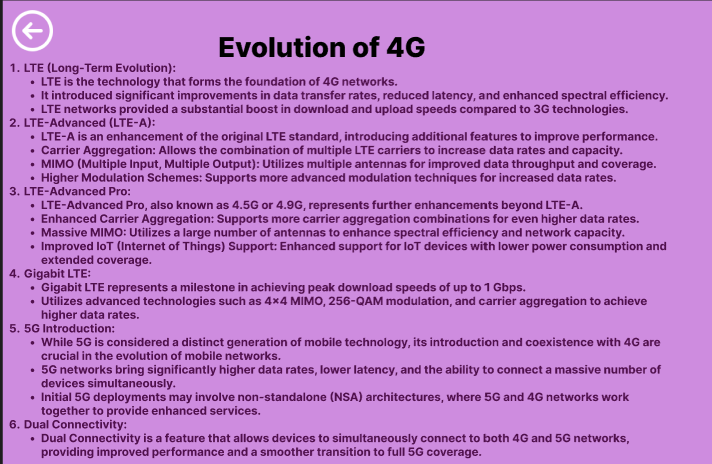 Evolution of 4G
1. LTE (Long-Term Evolution):
• LTE is the technology that forms the foundation of 4G networks.
• It introduced significant improvements in data transfer rates, reduced latency, and enhanced spectral efficiency.
• LTE networks provided a substantial boost in download and upload speeds compared to 3G technologies.
2. LTE-Advanced (LTE-A):
• LTE-A is an enhancement of the original LTE standard, introducing additional features to improve performance.
• Carrier Aggregation: Allows the combination of multiple LTE carriers to increase data rates and capacity.
• MIMO (Multiple Input, Multiple Output): Utilizes multiple antennas for improved data throughput and coverage.
• Higher Modulation Schemes: Supports more advanced modulation techniques for increased data rates.
3. LTE-Advanced Pro:
• LTE-Advanced Pro, also known as 4.5G or 4.9G, represents further enhancements beyond LTE-A.
• Enhanced Carrier Aggregation: Supports more carrier aggregation combinations for even higher data rates.
• Massive MIMO: Utilizes a large number of antennas to enhance spectral efficiency and network capacity.
• Improved IoT (Internet of Things) Support: Enhanced support for IoT devices with lower power consumption and
extended coverage.
4. Gigabit LTE:
• Gigabit LTE represents a milestone in achieving peak download speeds of up to 1 Gbps.
• Utilizes advanced technologies such as 4×4 MIMO, 256-QAM modulation, and carrier aggregation to achieve
higher data rates.
5. 5G Introduction:
• While 5G is considered a distinct generation of mobile technology, its introduction and coexistence with 4G are
crucial in the evolution of mobile networks.
• 5G networks bring significantly higher data rates, lower latency, and the ability to connect a massive number of
devices simultaneously.
• Initial 5G deployments may involve non-standalone (NSA) architectures, where 5G and 4G networks work
together to provide enhanced services.
6. Dual Connectivity:
• Dual Connectivity is a feature that allows devices to simultaneously connect to both 4G and 5G networks,
providing improved performance and a smoother transition to full 5G coverage.